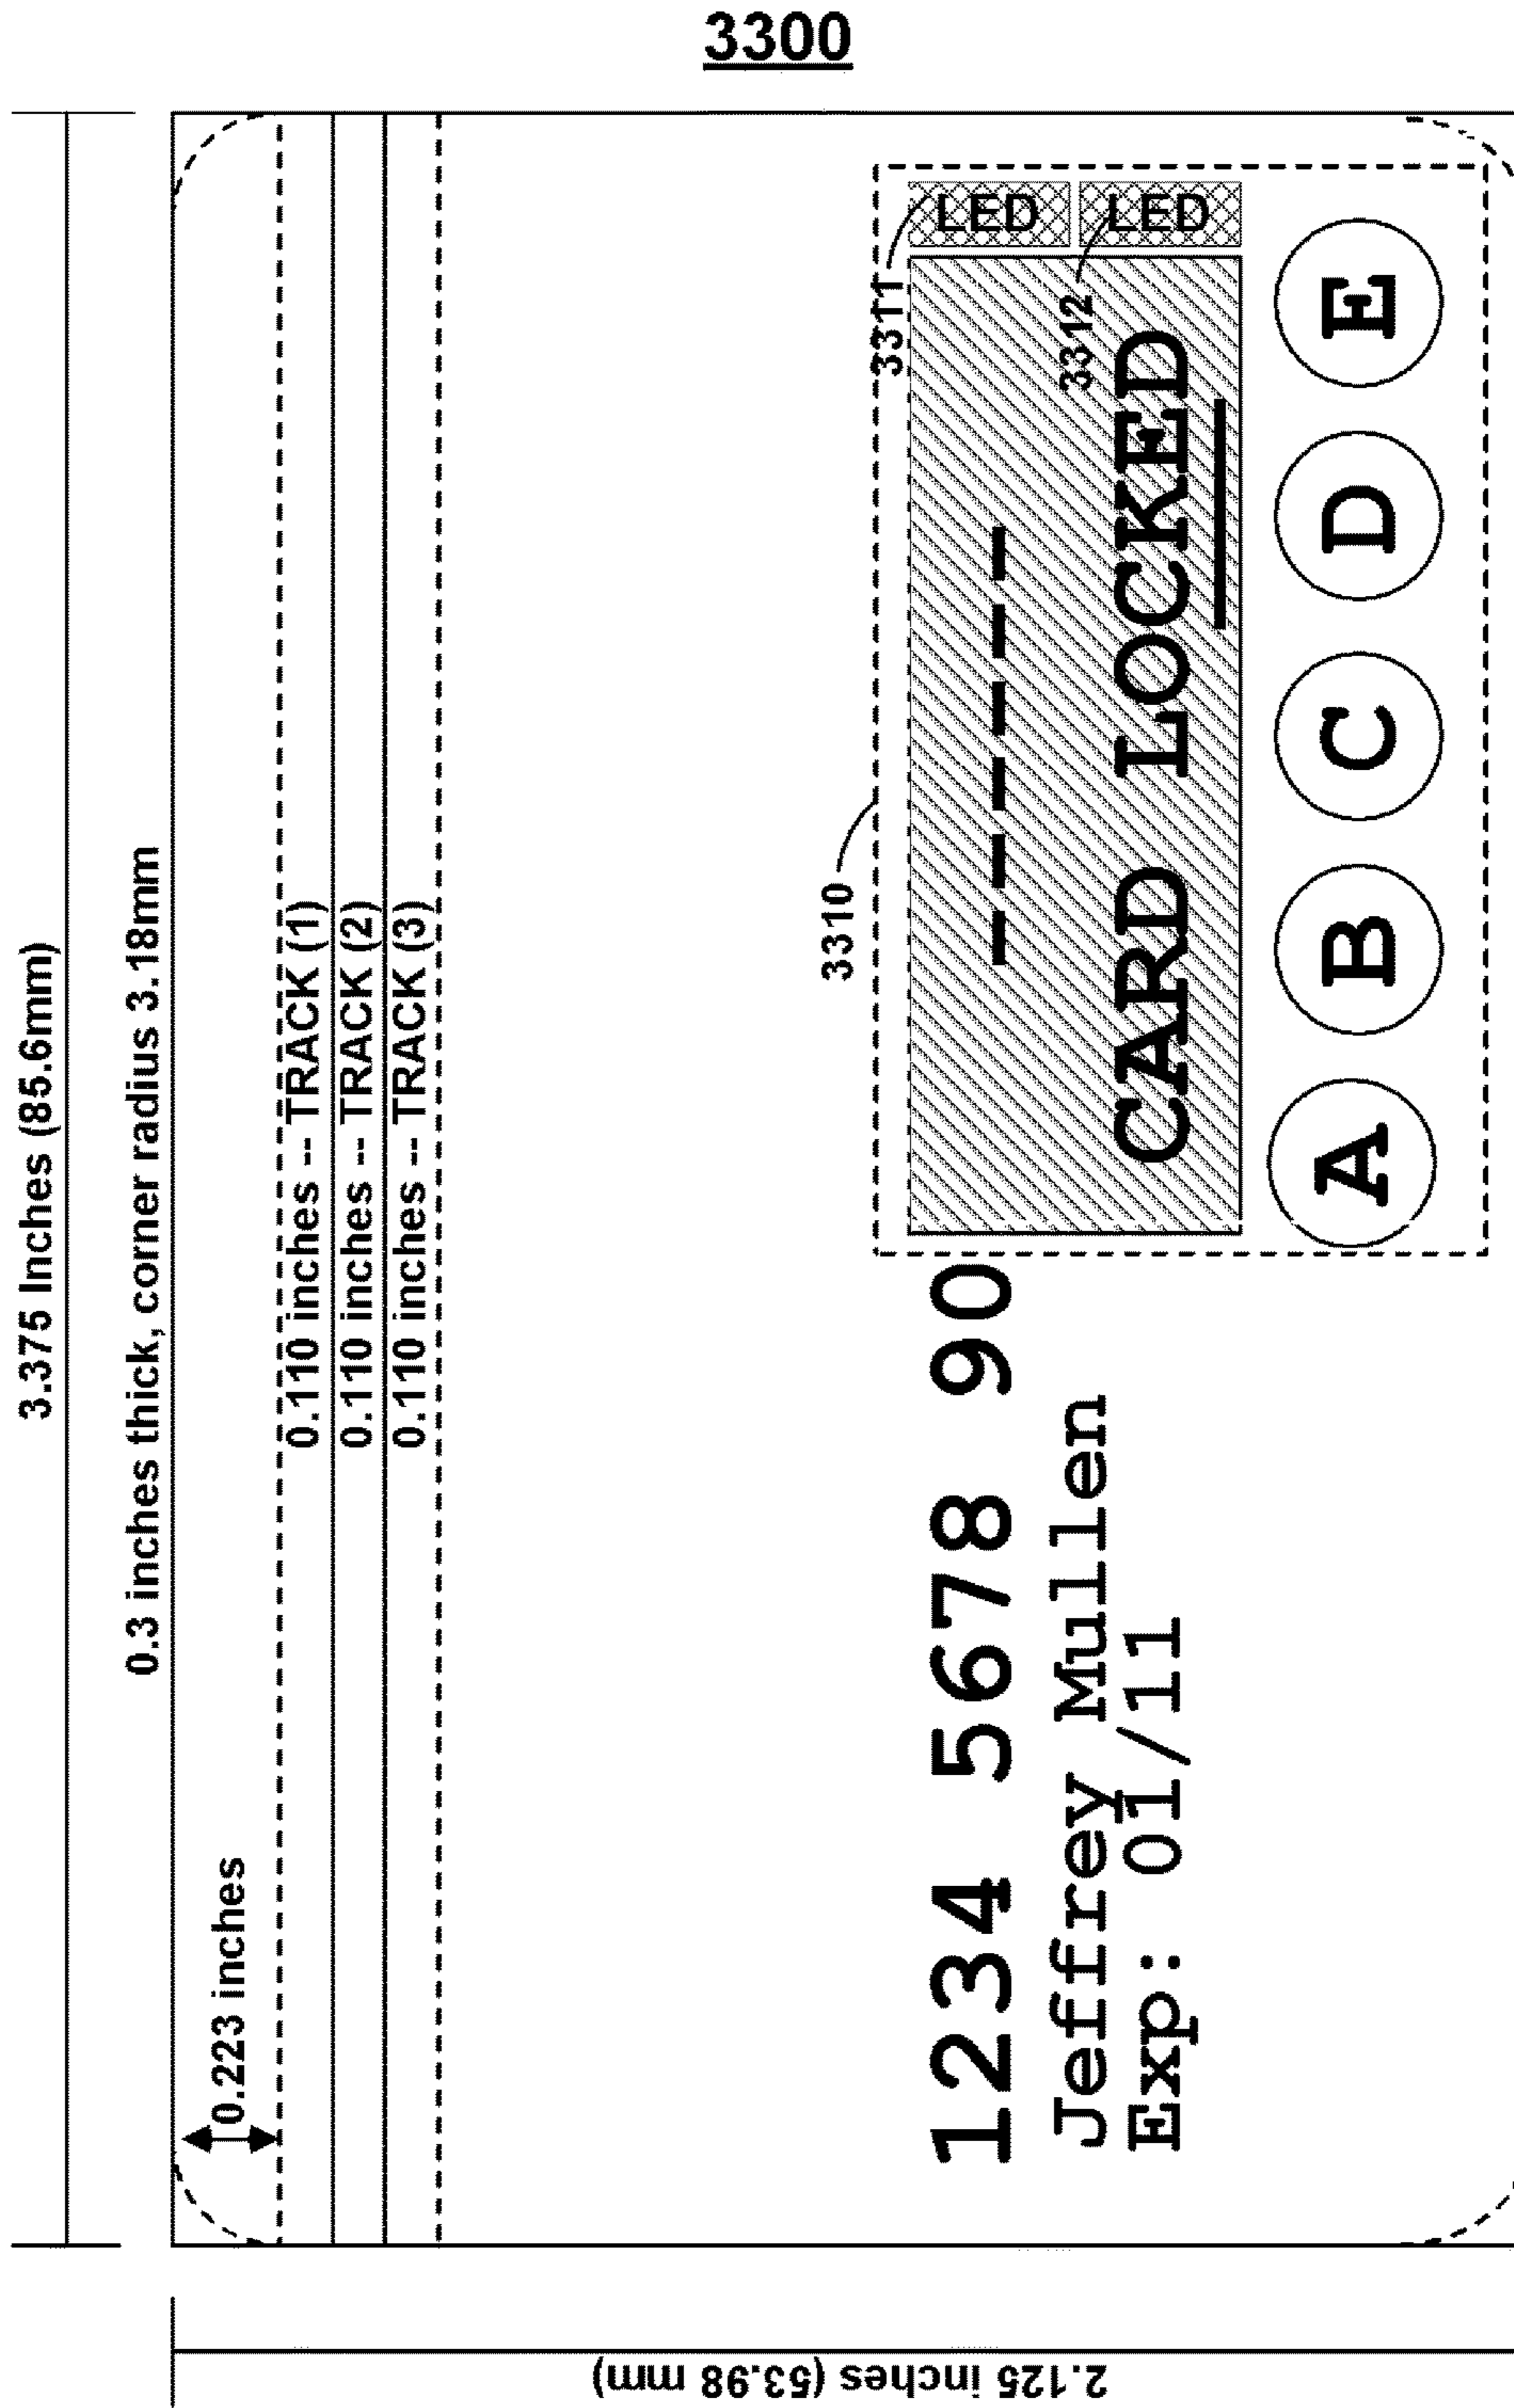 3300
3.375 Inches (85.6mm)
0.3 inches thick, corner radius 3.18mm
0.223 inches
0.110 inches -- TRACK (1)
0.110 inches -- TRACK (2)
0.110 inches -- TRACK (3)
2.125 inches (53.98 mm)
3310
3311
LED
3312
LED
1234 5678 90
-- -- -- -- -- --
Jeffrey Mullen
CARD LOCKED
Exp: 01/11
A B C D E